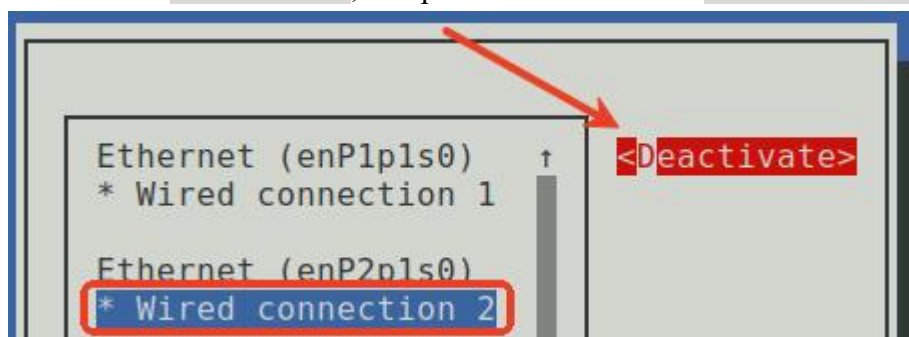 Ethernet (enP1p1s0) ↑ <Deactivate>
* Wired connection 1
Ethernet (enP2p1s0)
* Wired connection 2